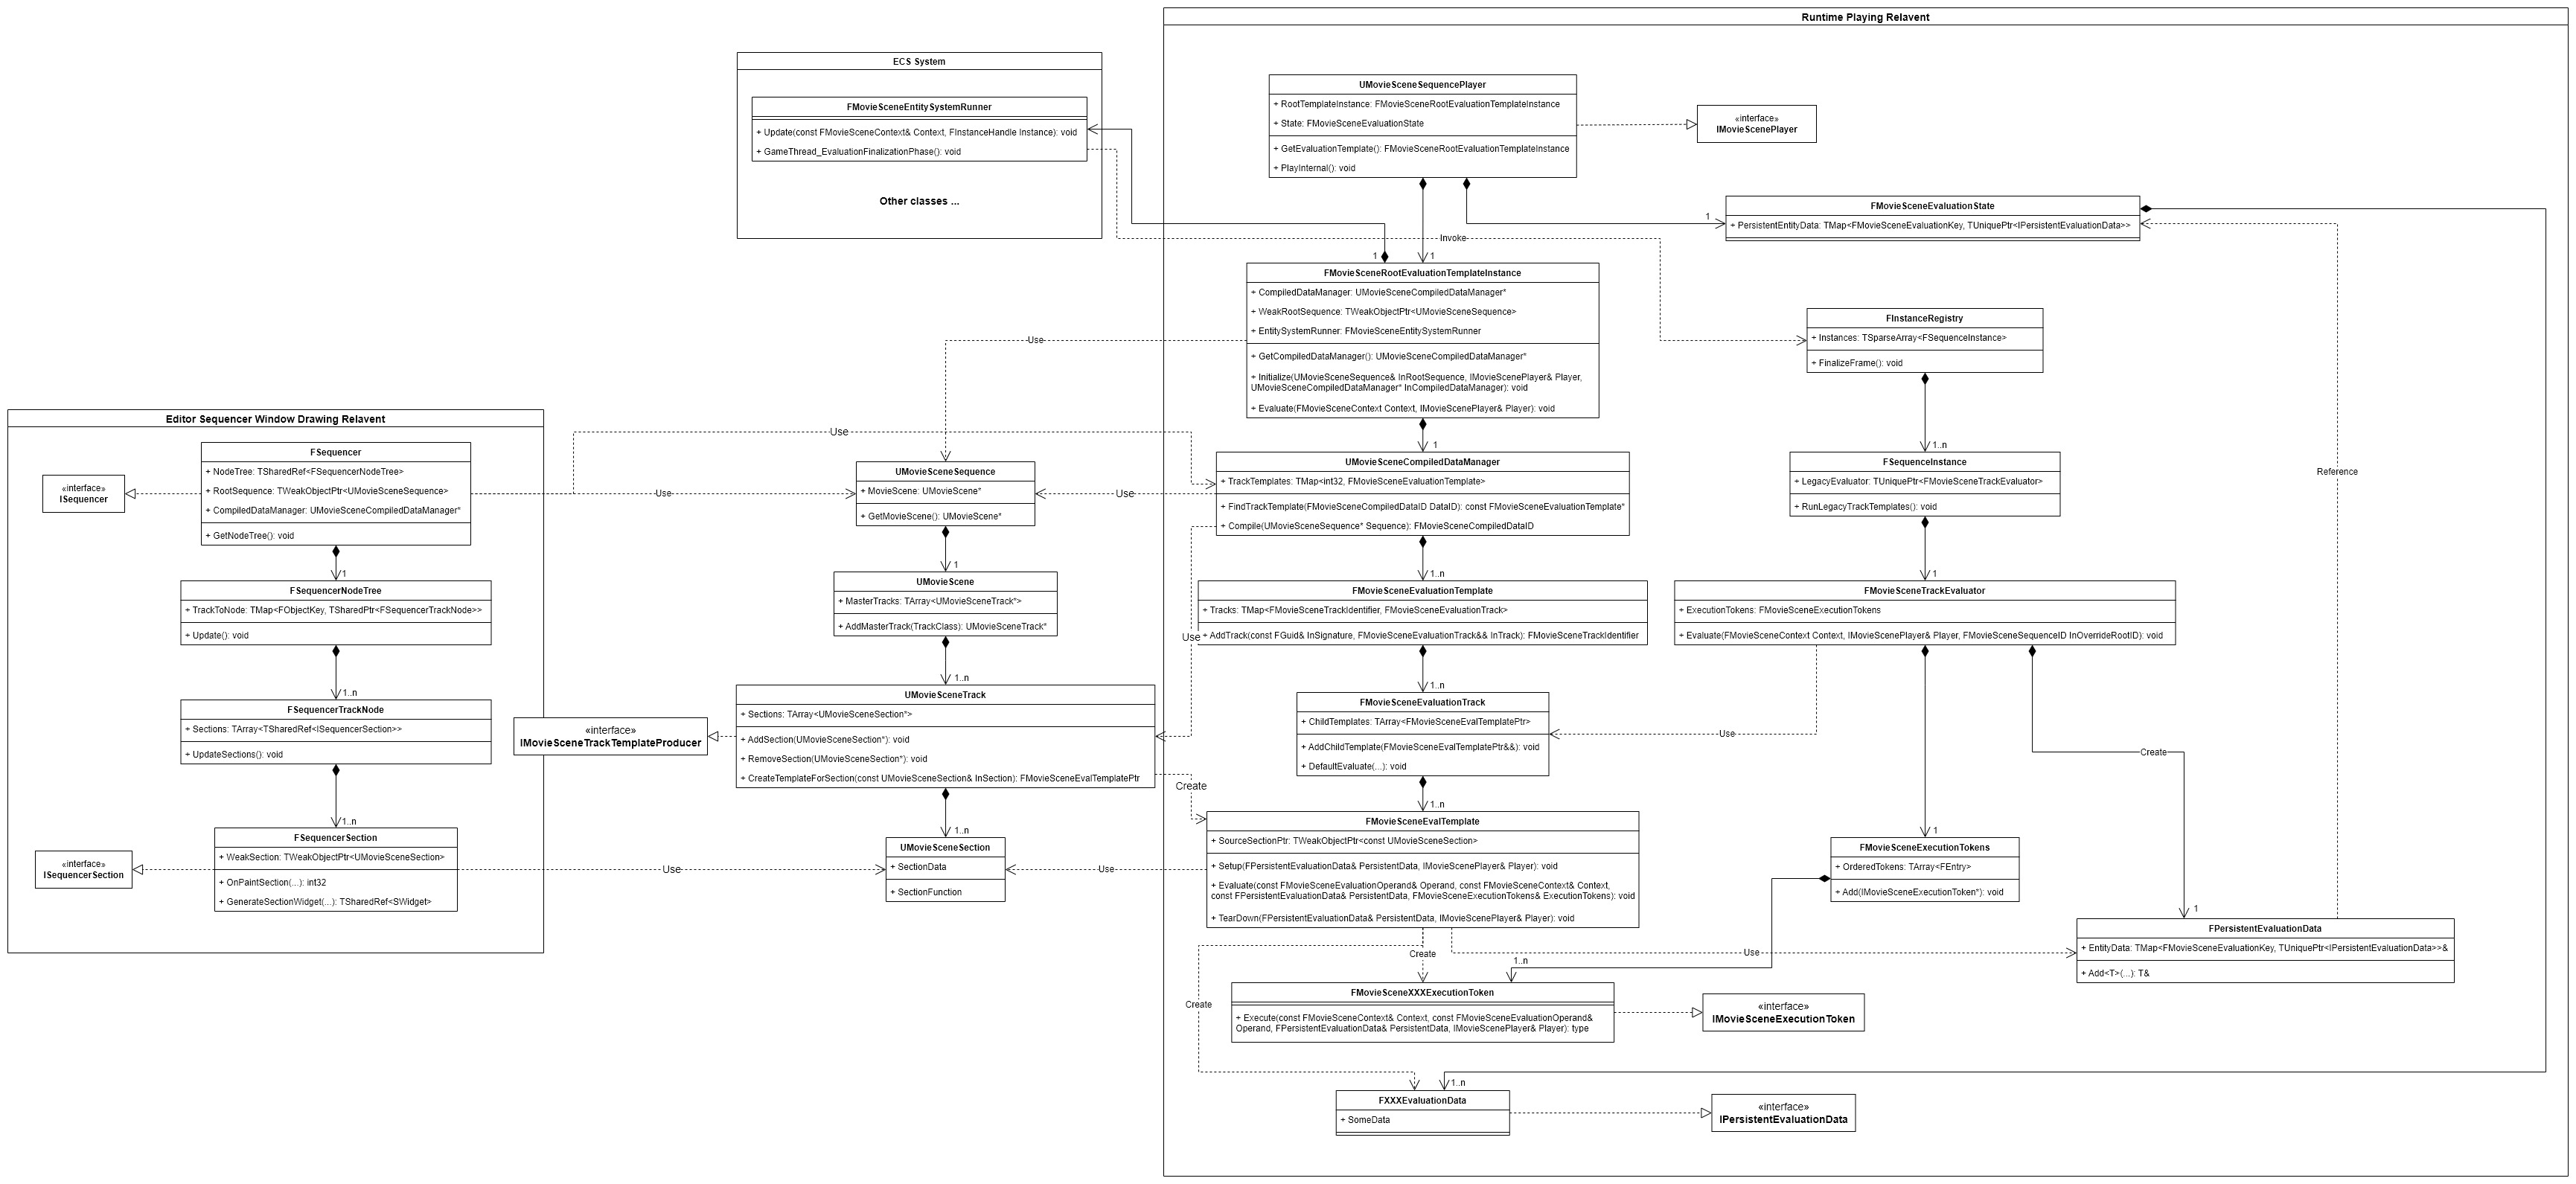 Runtime Playing Relavent
ECS System
FMovieSceneEntitySystemRunner
+ Update(const FMovieSceneContext& Context, FInstanceHandle Instance): void
+ GameThread_EvaluationFinalizationPhase(): void
Other classes ...
UMovieSceneSequencePlayer
+ RootTemplateInstance: FMovieSceneRootEvaluationTemplateInstance
+ State: FMovieSceneEvaluationState
+ GetEvaluationTemplate(): FMovieSceneRootEvaluationTemplateInstance
+ PlayInternal(): void
«interface»
IMovieScenePlayer
FMovieSceneEvaluationState
+ PersistentEntityData: TMap<FMovieSceneEvaluationKey, TUniquePtr<IPersistentEvaluationData>>
1
Invoke
1
1
FMovieSceneRootEvaluationTemplateInstance
+ CompiledDataManager: UMovieSceneCompiledDataManager*
+ WeakRootSequence: TWeakObjectPtr<UMovieSceneSequence>
+ EntitySystemRunner: FMovieSceneEntitySystemRunner
+ GetCompiledDataManager(): UMovieSceneCompiledDataManager*
+ Initialize(UMovieSceneSequence& InRootSequence, IMovieScenePlayer& Player,
UMovieSceneCompiledDataManager* InCompiledDataManager): void
+ Evaluate(FMovieSceneContext Context, IMovieScenePlayer& Player): void
FInstanceRegistry
+ Instances: TSparseArray<FSequenceInstance>
+ FinalizeFrame(): void
Use
Editor Sequencer Window Drawing Relavent
FSequencer
+ NodeTree: TSharedRef<FSequencerNodeTree>
+ RootSequence: TWeakObjectPtr<UMovieSceneSequence>
+ CompiledDataManager: UMovieSceneCompiledDataManager*
+ GetNodeTree(): void
«interface»
ISequencer
Use
Use
UMovieSceneSequence
+ MovieScene: UMovieScene*
+ GetMovieScene(): UMovieScene*
Use
1
UMovieSceneCompiledDataManager
+ TrackTemplates: TMap<int32, FMovieSceneEvaluationTemplate>
+ FindTrackTemplate(FMovieSceneCompiledDataID DataID): const FMovieSceneEvaluationTemplate*
+ Compile(UMovieSceneSequence* Sequence): FMovieSceneCompiledDataID
1..n
FSequenceInstance
+ LegacyEvaluator: TUniquePtr<FMovieSceneTrackEvaluator>
+ RunLegacyTrackTemplates(): void
Reference
1
FSequencerNodeTree
+ TrackToNode: TMap<FObjectKey, TSharedPtr<FSequencerTrackNode>>
+ Update(): void
1
UMovieScene
+ MasterTracks: TArray<UMovieSceneTrack*>
+ AddMasterTrack(TrackClass): UMovieSceneTrack*
1..n
FMovieSceneEvaluationTemplate
+ Tracks: TMap<FMovieSceneTrackIdentifier, FMovieSceneEvaluationTrack>
+ AddTrack(const FGuid& InSignature, FMovieSceneEvaluationTrack&& InTrack): FMovieSceneTrackIdentifier
Use
1
FMovieSceneTrackEvaluator
+ ExecutionTokens: FMovieSceneExecutionTokens
+ Evaluate(FMovieSceneContext Context, IMovieScenePlayer& Player, FMovieSceneSequenceID InOverrideRootID): void
1..n
FSequencerTrackNode
+ Sections: TArray<TSharedRef<ISequencerSection>>
+ UpdateSections(): void
«interface»
IMovieSceneTrackTemplateProducer
1..n
UMovieSceneTrack
+ Sections: TArray<UMovieSceneSection*>
+ AddSection(UMovieSceneSection*): void
+ RemoveSection(UMovieSceneSection*): void
+ CreateTemplateForSection(const UMovieSceneSection& InSection): FMovieSceneEvalTemplatePtr
Create
1..n
FMovieSceneEvaluationTrack
+ ChildTemplates: TArray<FMovieSceneEvalTemplatePtr>
+ AddChildTemplate(FMovieSceneEvalTemplatePtr&&): void
+ DefaultEvaluate(...): void
Use
Create
1..n
FSequencerSection
+ WeakSection: TWeakObjectPtr<UMovieSceneSection>
+ OnPaintSection(...): int32
+ GenerateSectionWidget(...): TSharedRef<SWidget>
«interface»
ISequencerSection
Use
1..n
UMovieSceneSection
+ SectionData
+ SectionFunction
Use
1..n
FMovieSceneEvalTemplate
+ SourceSectionPtr: TWeakObjectPtr<const UMovieSceneSection>
+ Setup(FPersistentEvaluationData& PersistentData, IMovieScenePlayer& Player): void
+ Evaluate(const FMovieSceneEvaluationOperand& Operand, const FMovieSceneContext& Context,
const FPersistentEvaluationData& PersistentData, FMovieSceneExecutionTokens& ExecutionTokens): void
+ TearDown(FPersistentEvaluationData& PersistentData, IMovieScenePlayer& Player): void
1
FMovieSceneExecutionTokens
+ OrderedTokens: TArray<FEntry>
+ Add(IMovieSceneExecutionToken*): void
1
FPersistentEvaluationData
+ EntityData: TMap<FMovieSceneEvaluationKey, TUniquePtr<IPersistentEvaluationData>>&
+ Add<T>(...): T&
Create
Use
1..n
Create
FMovieSceneXXXExecutionToken
+ Execute(const FMovieSceneContext& Context, const FMovieSceneEvaluationOperand&
Operand, FPersistentEvaluationData& PersistentData, IMovieScenePlayer& Player): type
«interface»
IMovieSceneExecutionToken
1..n
FXXXEvaluationData
+ SomeData
«interface»
IPersistentEvaluationData